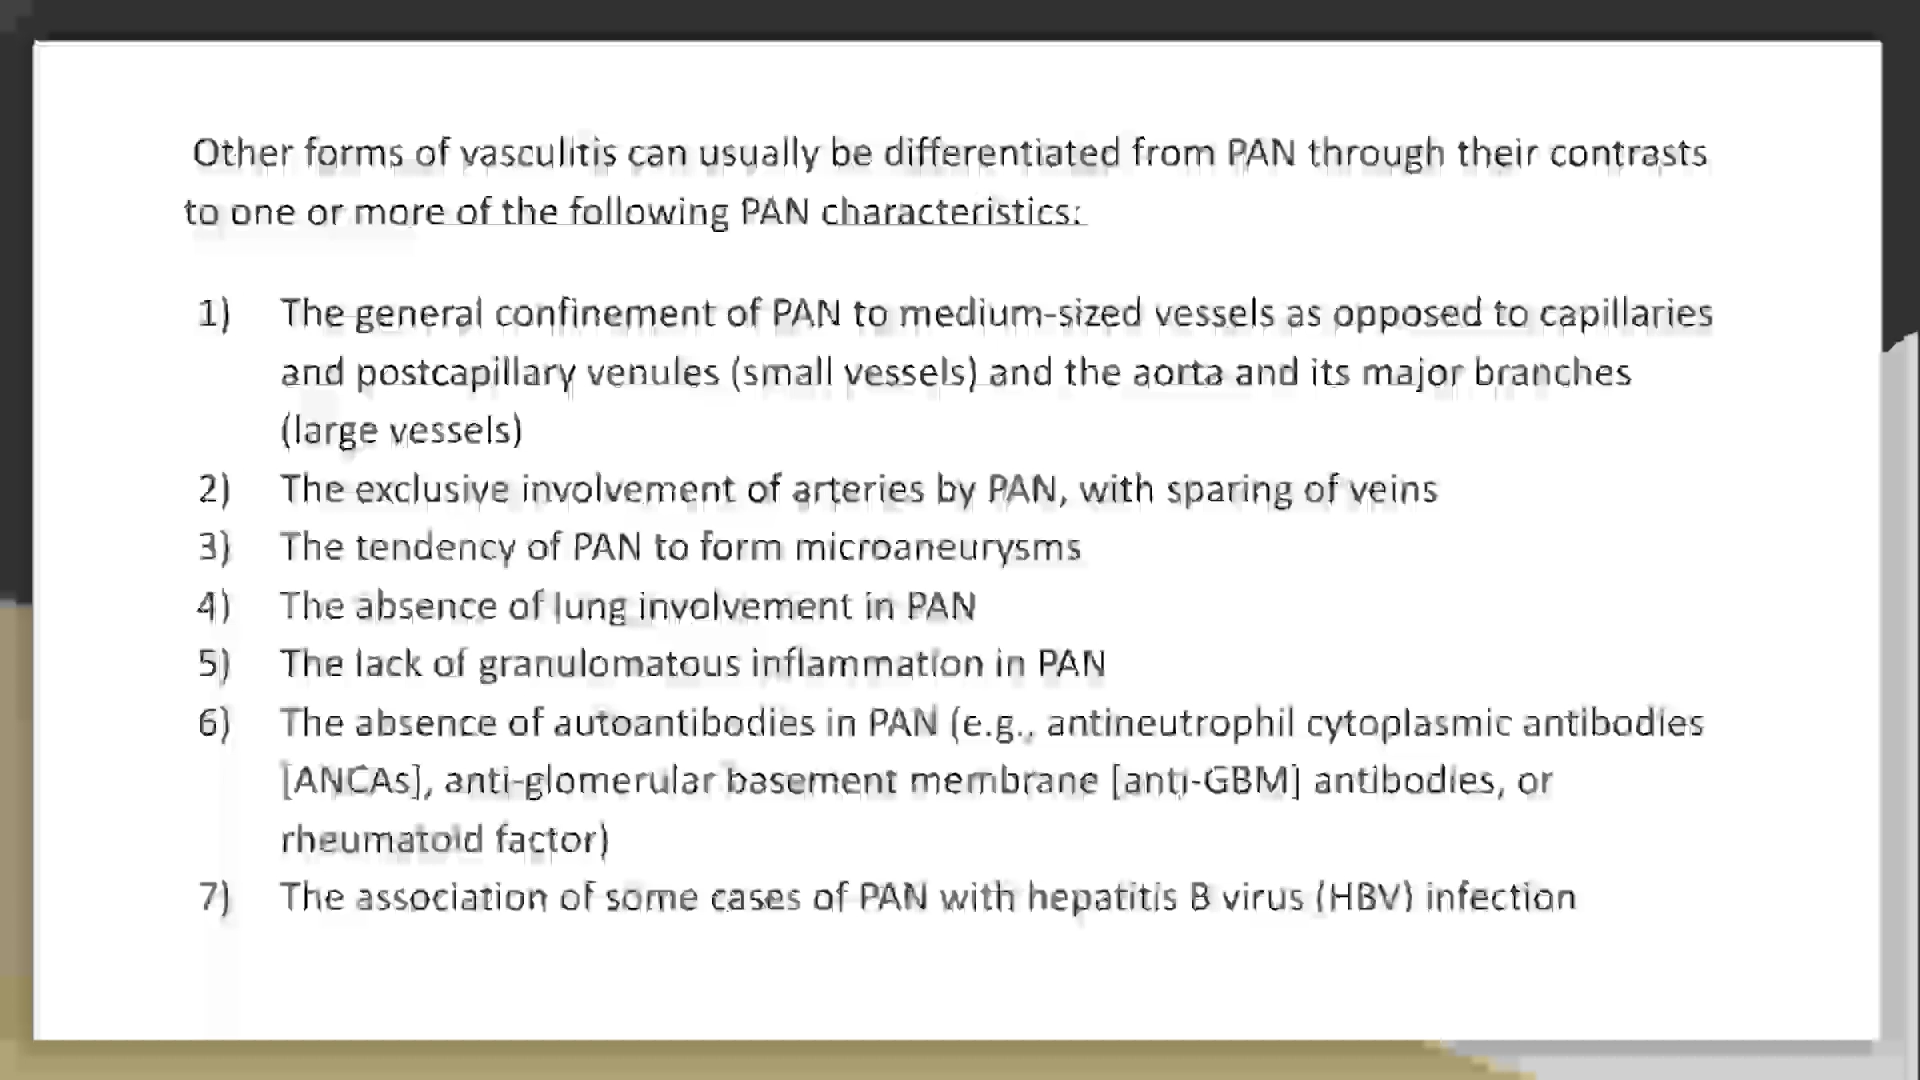 Other forms of vasculitis can usually be differentiated from PAN through their contrasts
to one or more of the following PAN characteristics:
1) The general confinement of PAN to medium-sized vessels as opposed to capillaries
and postcapillary venules (small vessels) and the aorta and its major branches
(large vessels)
2) The exclusive involvement of arteries by PAN, with sparing of veins
3) The tendency of PAN to form microaneurysms
4) The absence of lung involvement in PAN
5) The lack of granulomatous inflammation in PAN
6) The absence of autoantibodies in PAN (e.g., antineutrophil cytoplasmic antibodies
[ANCAs], anti-glomerular basement membrane [anti-GBM] antibodies, or
rheumatoid factor)
7) The association of some cases of PAN with hepatitis B virus (HBV) infection